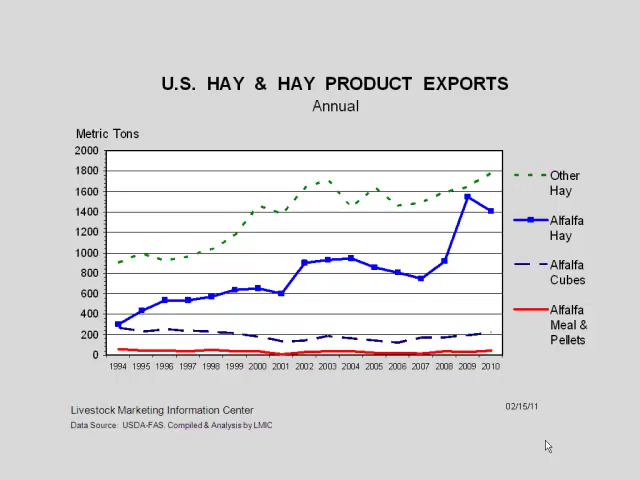 U.S. HAY & HAY PRODUCT EXPORTS
Annual
Metric Tons
2000
1800
1600
1400
1200
1000
800
600
400
200
0
1994 1995 1996 1997 1998 1999 2000 2001 2002 2003 2004 2005 2006 2007 2008 2009 2010
Other
Hay
Alfalfa
Hay
Alfalfa
Cubes
Alfalfa
Meal &
Pellets
Livestock Marketing Information Center
02/15/11
Data Source: USDA-FAS, Compiled & Analysis by LMIC